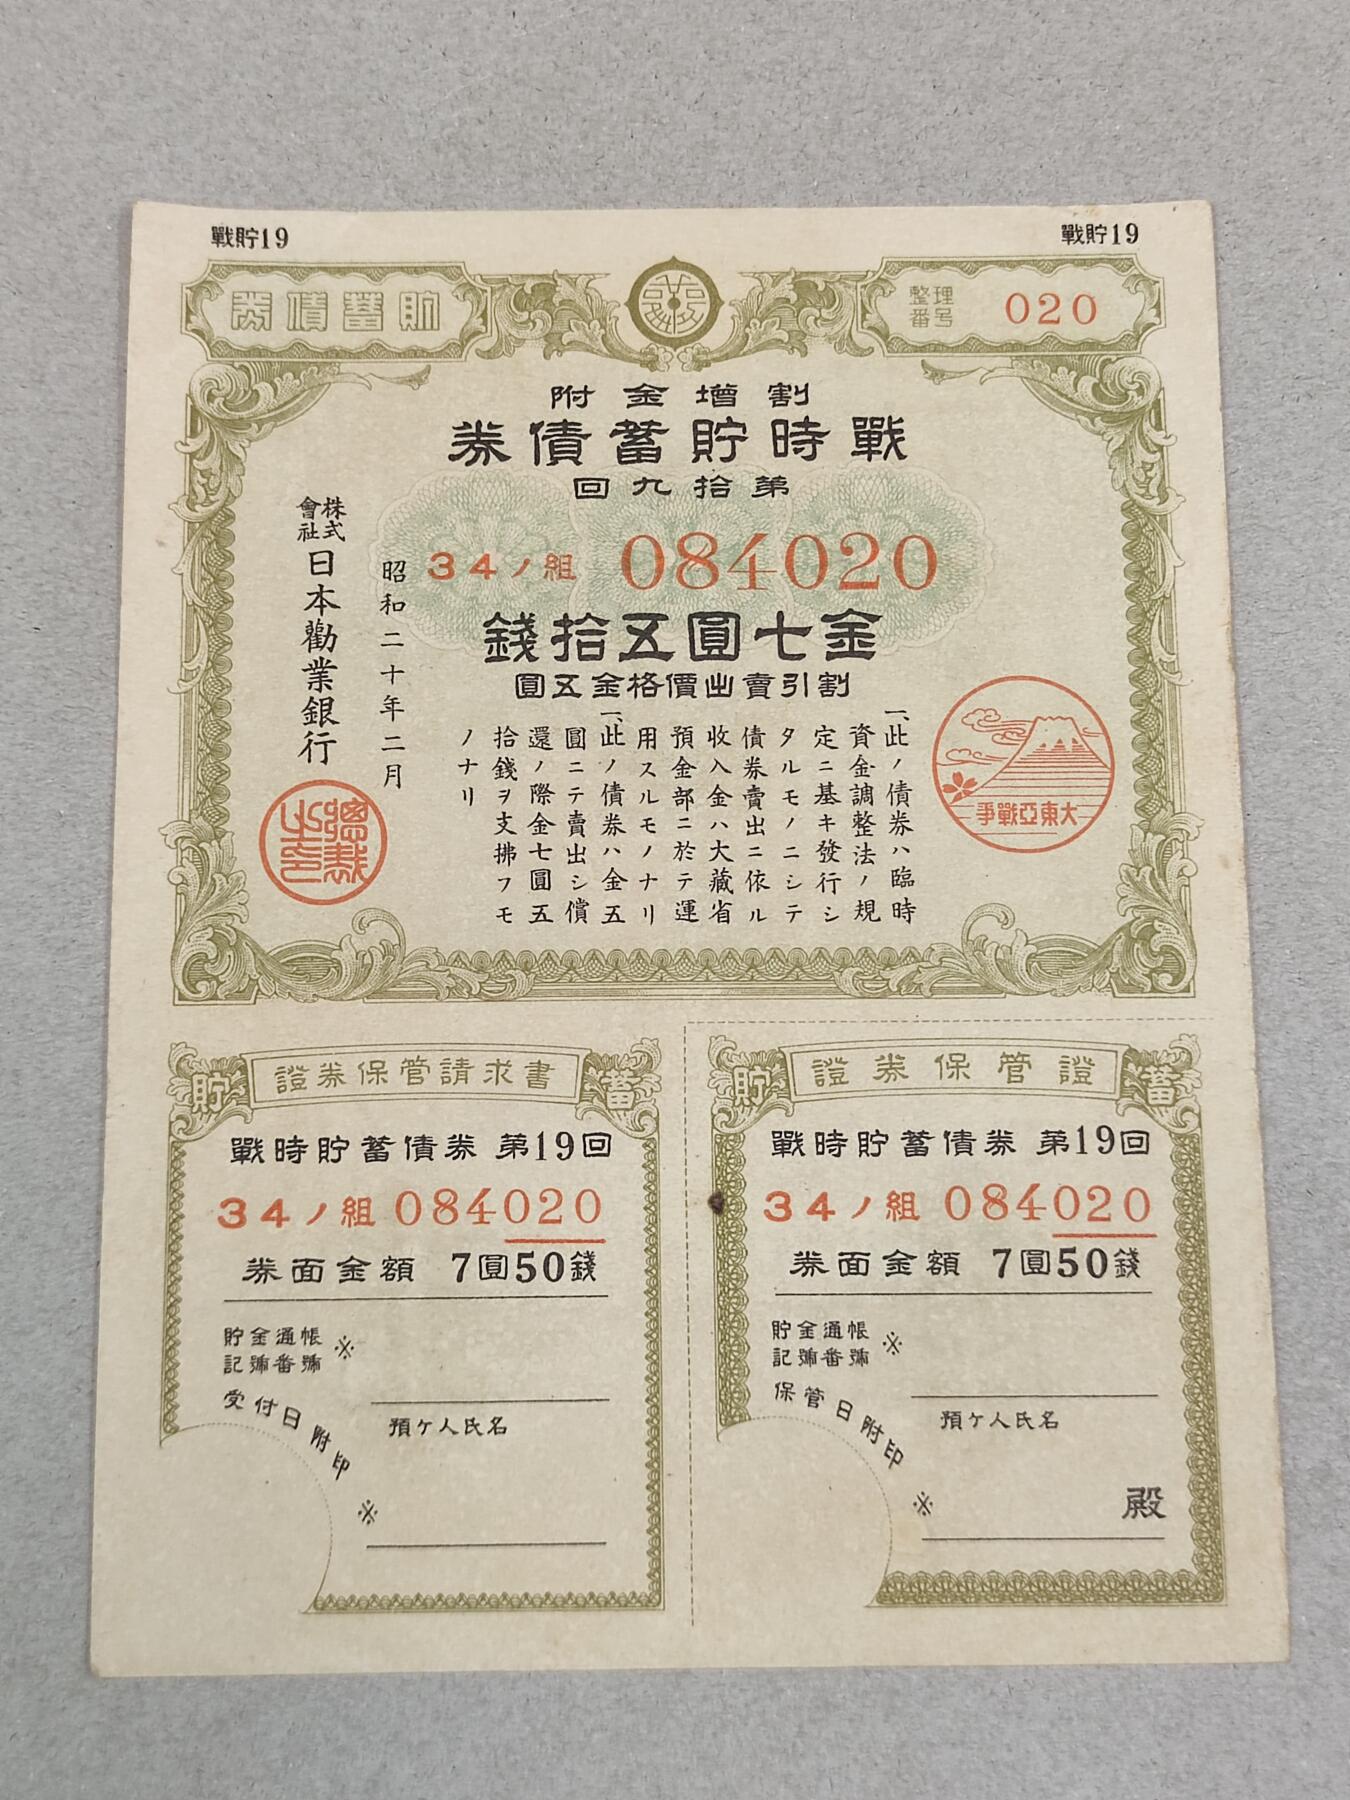 戰貯19
戰貯19
貯蓄債券
整理番号 020
割增金附
戰時貯蓄債券
第拾九回
34ノ組 084020
金七圓五拾錢
割引賣出價格金五圓
一、此ノ債券ハ臨時
資金調整法ノ規
定ニ基キ發行シ
タルモノニシテ
債券賣出ニ依ル
收入金ハ大藏省
預金部ニ於テ運
用スルモノナリ
一、此ノ債券ハ金五
圓ニテ賣出シ償
還ノ際金七圓五
拾錢ヲ支拂フモ
ノナリ
昭和二十年二月
株式會社日本勸業銀行
總裁之印
大東亞戰爭
貯 證券保管請求書 蓄
戰時貯蓄債券 第19回
34ノ組 084020
券面金額 7圓50錢
貯金通帳
記號番號 ※
受付日附印
預ケ人氏名
※
貯 證券保管證 蓄
戰時貯蓄債券 第19回
34ノ組 084020
券面金額 7圓50錢
貯金通帳
記號番號 ※
保管日附印
預ケ人氏名
※
殿